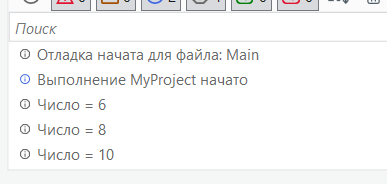 Поиск
Отладка начата для файла: Main
Выполнение MyProject начато
Число = 6
Число = 8
Число = 10